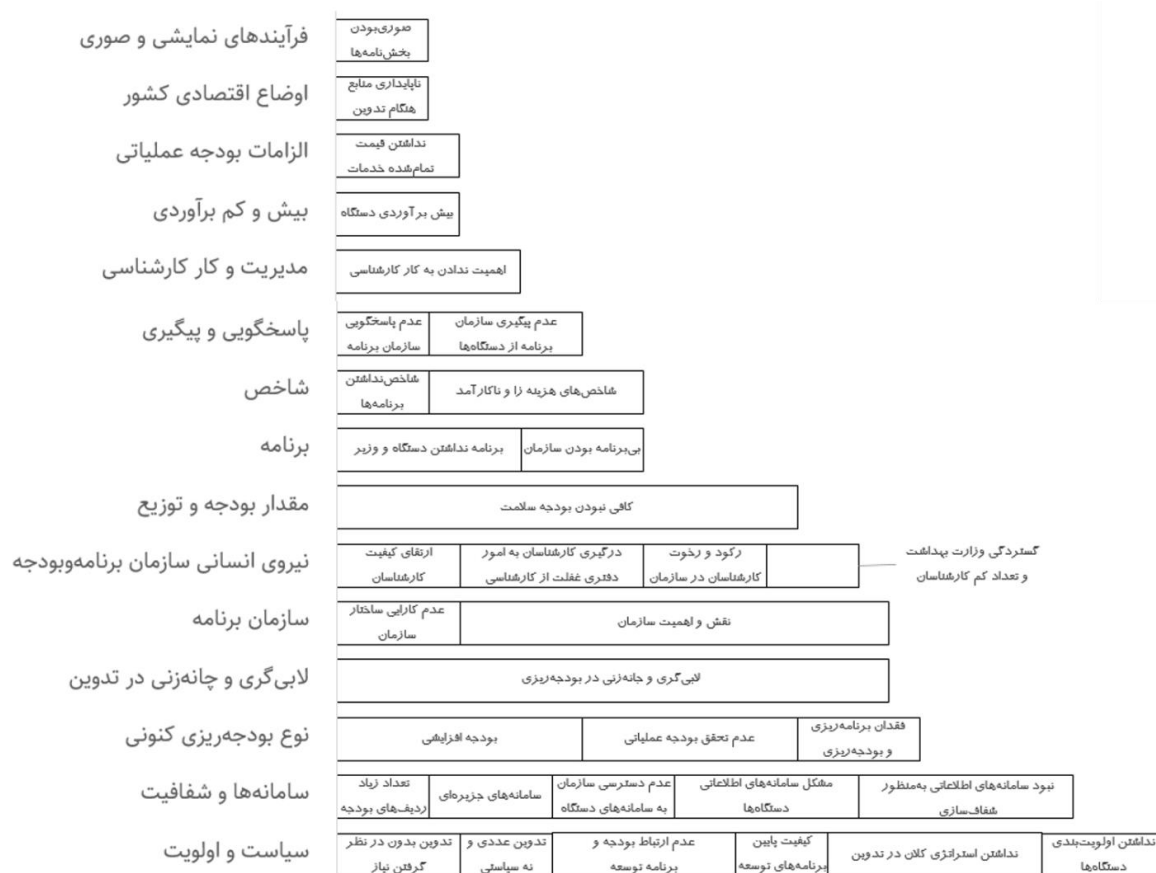 فرآیندهای نمایشی و صوری
صوری‌بودن
بخش‌نامه‌ها
اوضاع اقتصادی کشور
ناپایداری منابع
هنگام تدوین
الزامات بودجه عملیاتی
نداشتن قیمت
تمام‌شده خدمات
بیش و کم برآوردی
بیش برآوردی دستگاه
مدیریت و کار کارشناسی
اهمیت ندادن به کار کارشناسی
پاسخگویی و پیگیری
عدم پاسخگویی
سازمان برنامه
عدم پیگیری سازمان
برنامه از دستگاه‌ها
شاخص
شاخص‌نداشتن
برنامه‌ها
شاخص‌های هزینه زا و ناکارآمد
برنامه
برنامه نداشتن دستگاه و وزیر
بی‌برنامه بودن سازمان
مقدار بودجه و توزیع
کافی نبودن بودجه سلامت
نیروی انسانی سازمان برنامه‌وبودجه
ارتقای کیفیت
کارشناسان
درگیری کارشناسان به امور
دفتری غفلت از کارشناسی
رکود و رخوت
کارشناسان در سازمان
گستردگی وزارت بهداشت
و تعداد کم کارشناسان
سازمان برنامه
عدم کارایی ساختار
سازمان
نقش و اهمیت سازمان
لابی‌گری و چانه‌زنی در تدوین
لابی‌گری و چانه‌زنی در بودجه‌ریزی
نوع بودجه‌ریزی کنونی
بودجه افزایشی
عدم تحقق بودجه عملیاتی
فقدان برنامه‌ریزی
و بودجه‌ریزی
سامانه‌ها و شفافیت
تعداد زیاد
ردیف‌های بودجه
سامانه‌های جزیره‌ای
عدم دسترسی سازمان
به سامانه‌های دستگاه
مشکل سامانه‌های اطلاعاتی
دستگاه‌ها
نبود سامانه‌های اطلاعاتی به‌منظور
شفاف‌سازی
سیاست و اولویت
تدوین بدون در نظر
گرفتن نیاز
تدوین عددی و
نه سیاستی
عدم ارتباط بودجه و
برنامه توسعه
کیفیت پایین
برنامه‌های توسعه
نداشتن استراتژی کلان در تدوین
نداشتن اولویت‌بندی
دستگاه‌ها